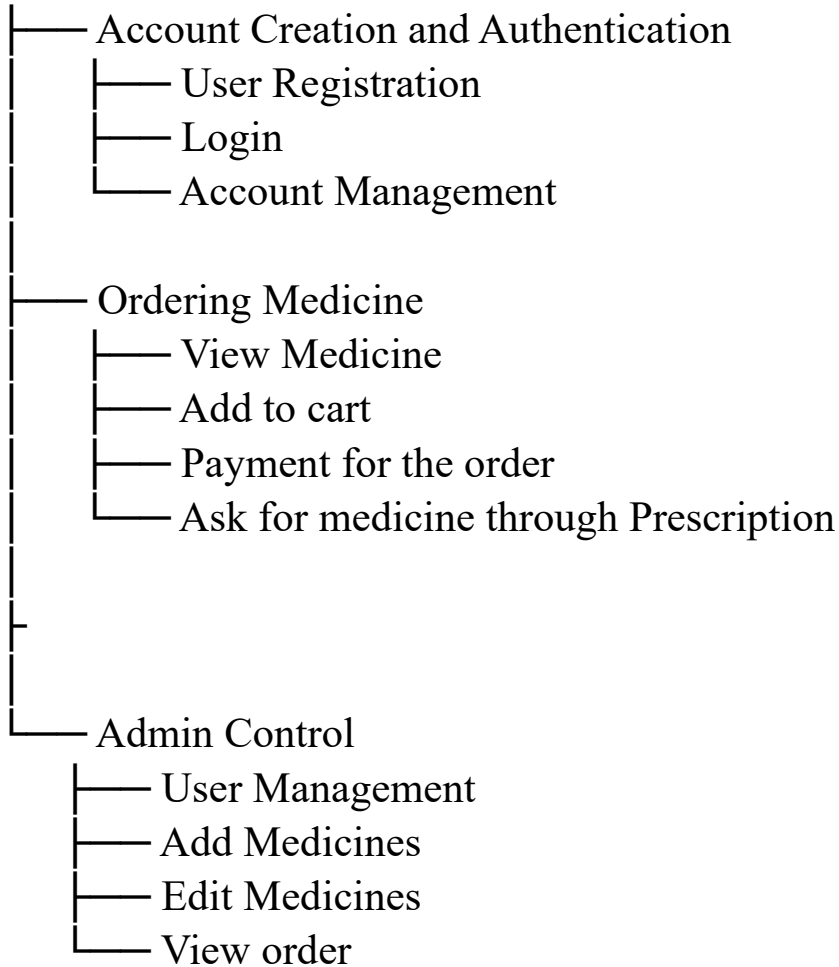 Account Creation and Authentication
User Registration
Login
Account Management
Ordering Medicine
View Medicine
Add to cart
Payment for the order
Ask for medicine through Prescription
Admin Control
User Management
Add Medicines
Edit Medicines
View order